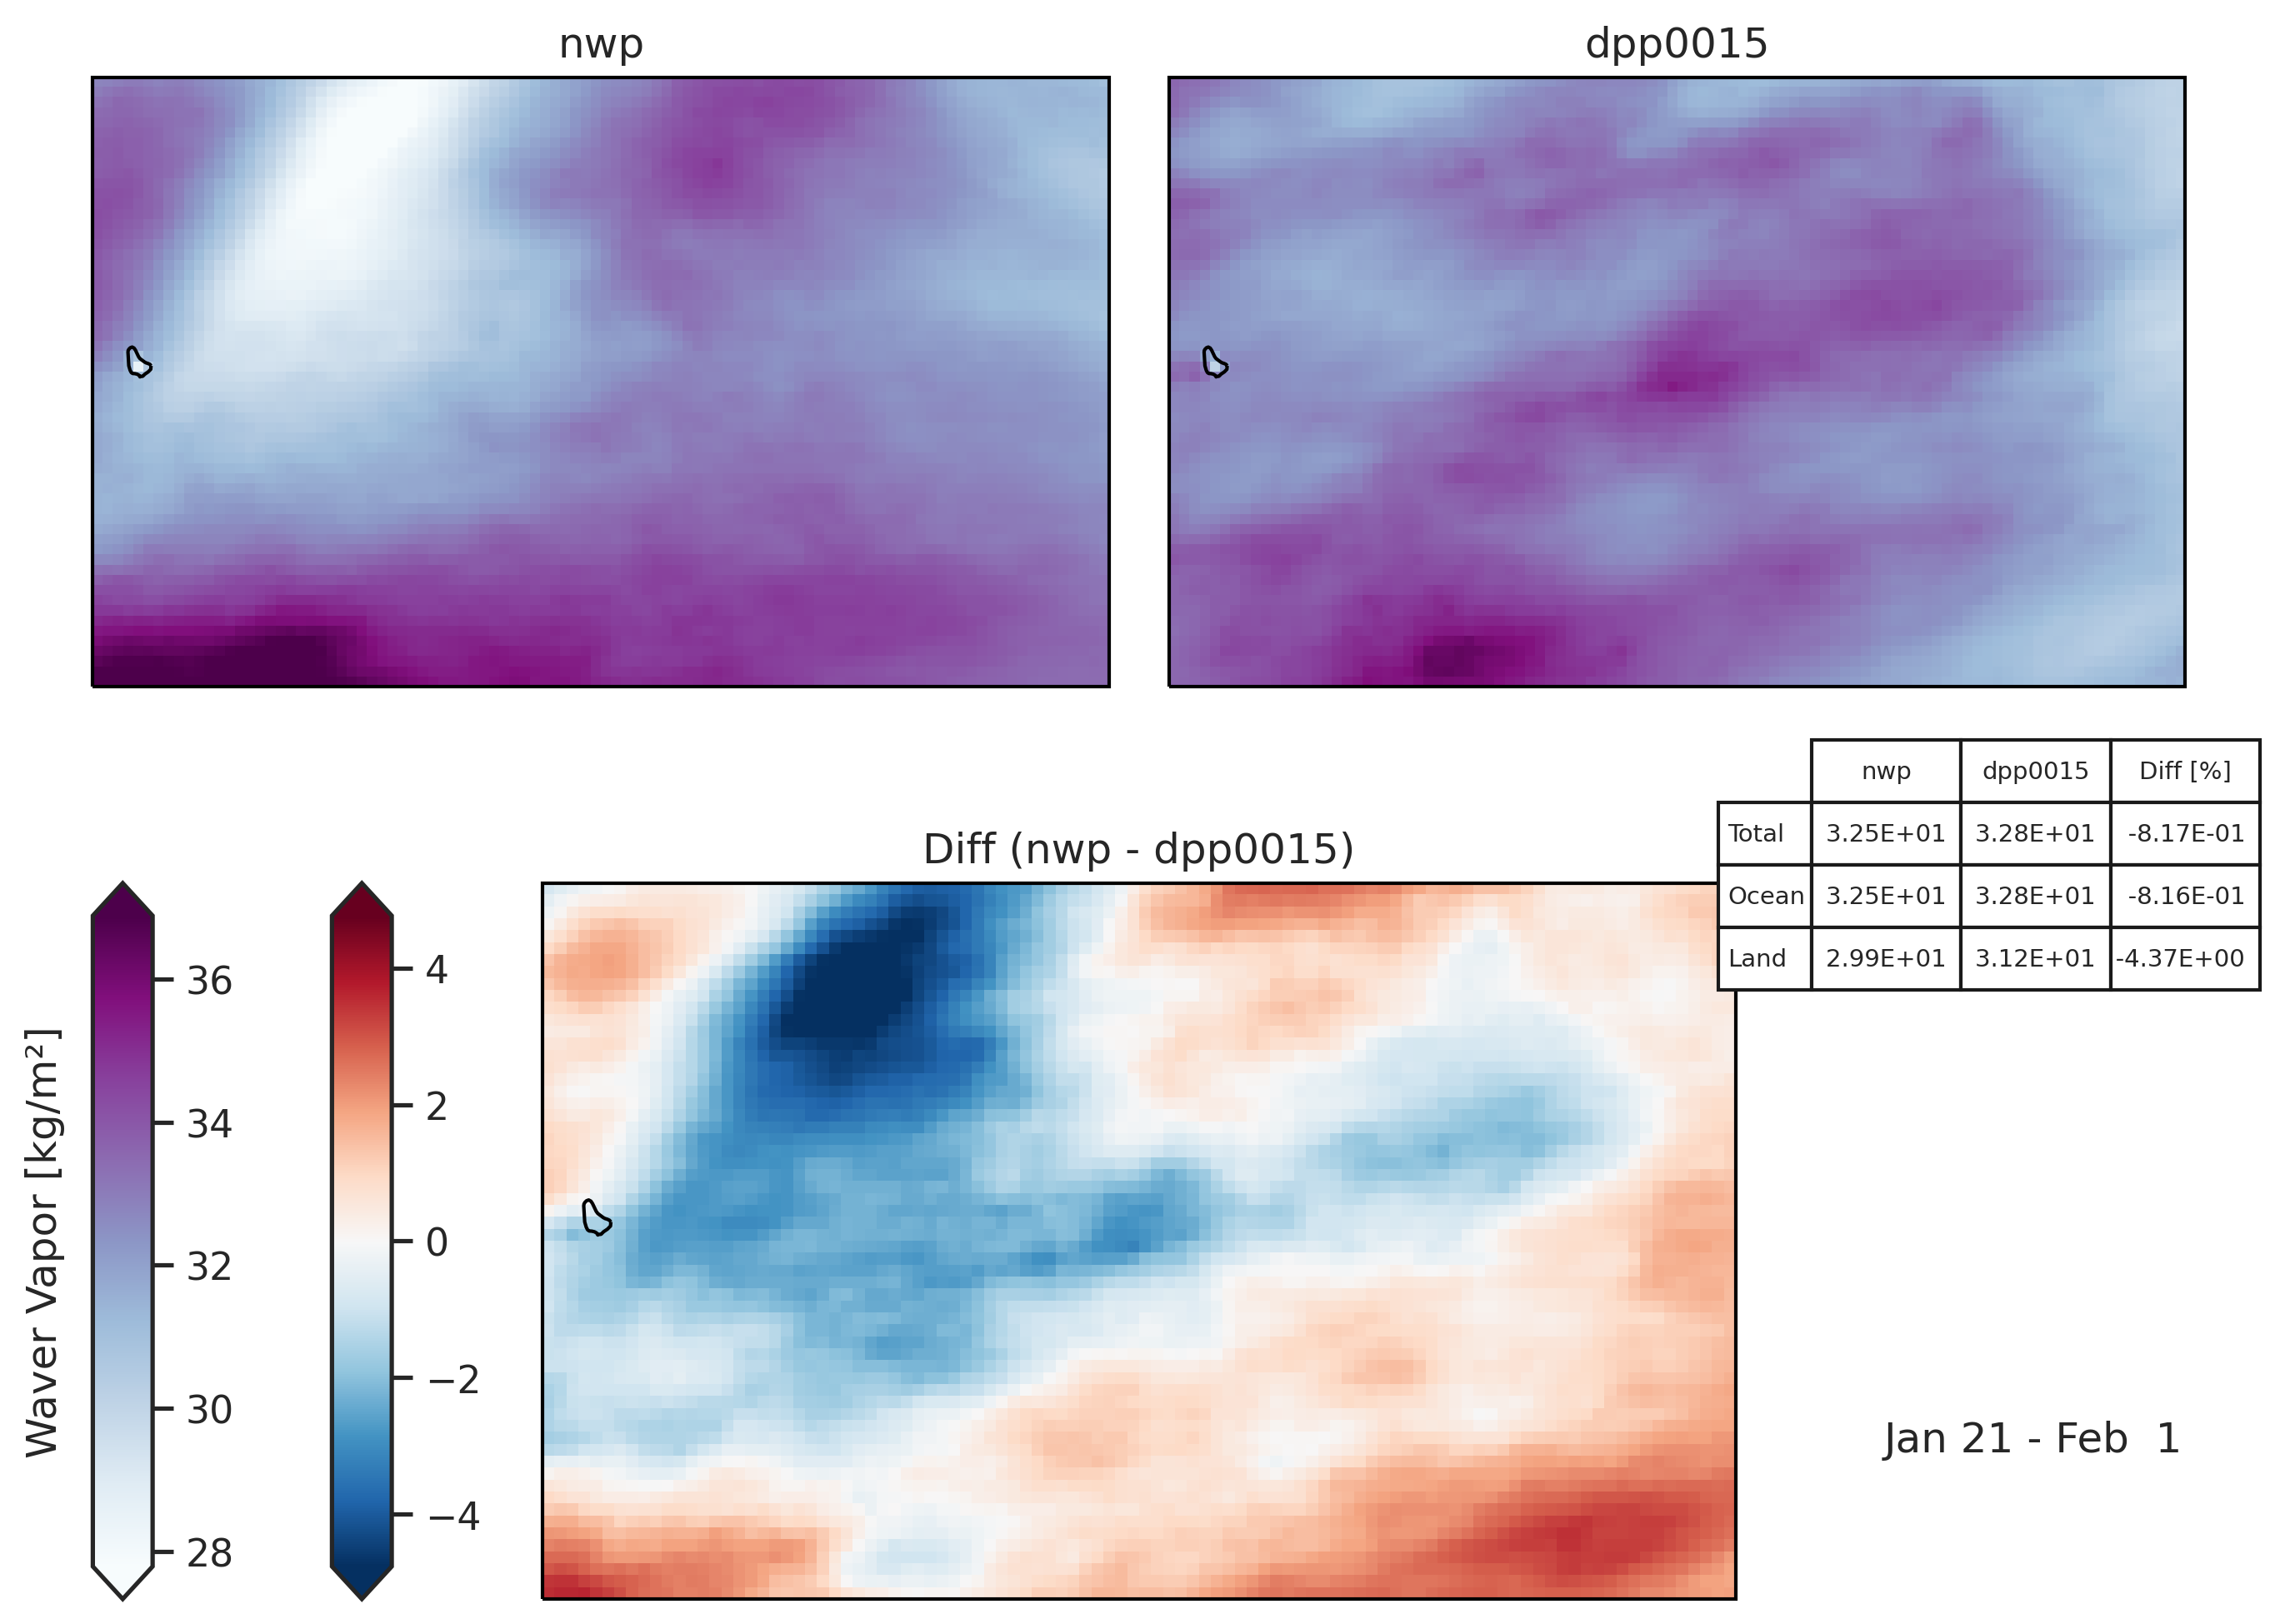 nwp
dpp0015
nwp dpp0015 Diff [%]
Total 3.25E+01 3.28E+01 -8.17E-01
Ocean 3.25E+01 3.28E+01 -8.16E-01
Land 2.99E+01 3.12E+01 -4.37E+00
Diff (nwp - dpp0015)
Waver Vapor [kg/m²]
36
34
32
30
28
4
2
0
−2
−4
Jan 21 - Feb  1